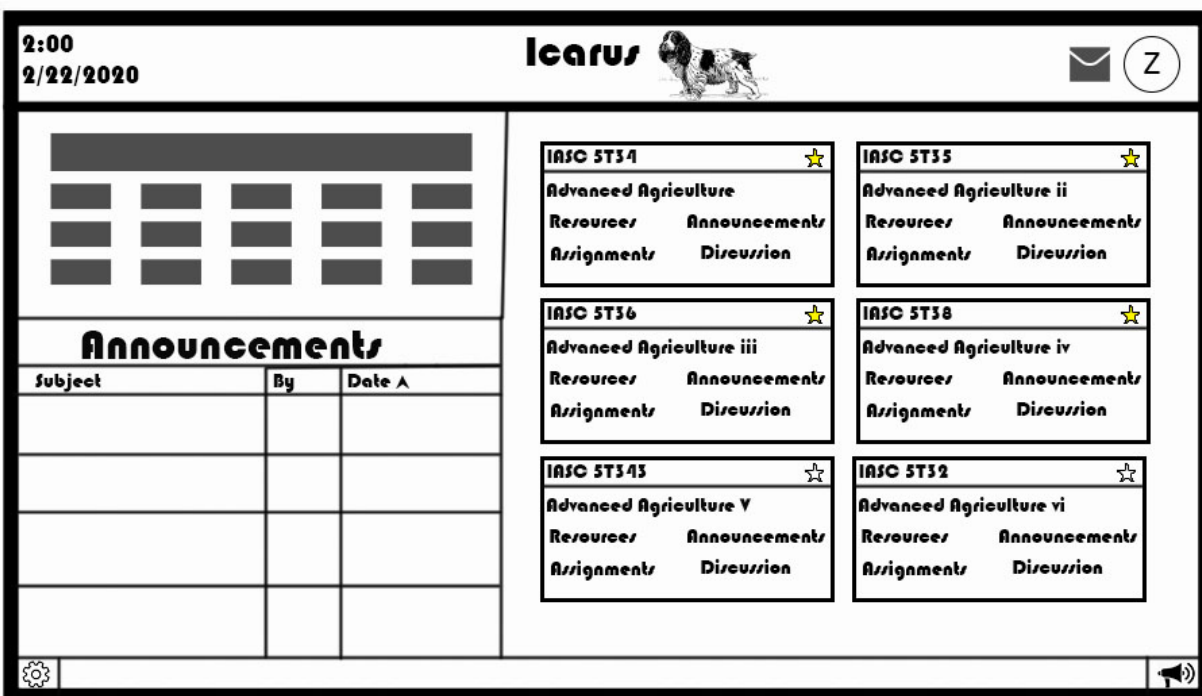 2:00
2/22/2020
Icarus
Z
IASC 5T34
Advanced Agriculture
Resources Announcements
Assignments Discussion
IASC 5T35
Advanced Agriculture ii
Resources Announcements
Assignments Discussion
IASC 5T36
Advanced Agriculture iii
Resources Announcements
Assignments Discussion
IASC 5T38
Advanced Agriculture iv
Resources Announcements
Assignments Discussion
IASC 5T343
Advanced Agriculture V
Resources Announcements
Assignments Discussion
IASC 5T32
Advanced Agriculture vi
Resources Announcements
Assignments Discussion
Announcements
Subject By Date